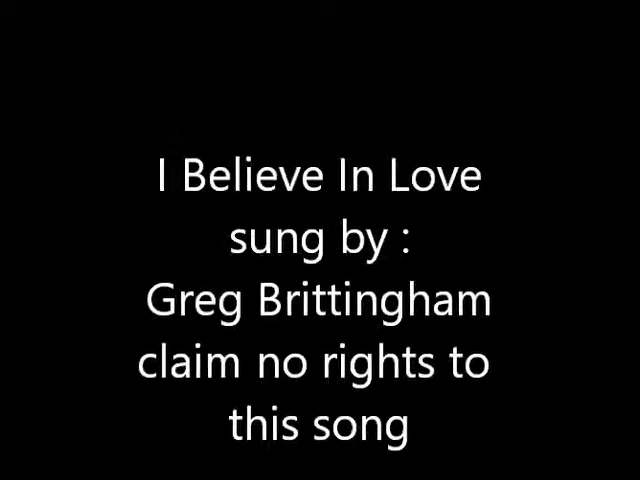 I Believe In Love
sung by :
Greg Brittingham
claim no rights to
this song